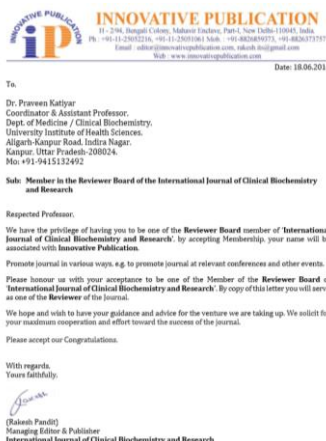 INNOVATIVE PUBLICATION
INNOVATIVE PUBLICATION
iP
II - 2/94, Bengali Colony, Mahavir Enclave, Part-I, New Delhi-110045, India.
Ph : +91-11-25052216, +91-11-25051061 Mob. : +91-8826859373, +91-8826373757
Email : editor@innovativepublication.com, rakesh.its@gmail.com
Web : www.innovativepublication.com
Date: 18.06.201
To,
Dr. Praveen Katiyar
Coordinator & Assistant Professor.
Dept. of Medicine / Clinical Biochemistry.
University Institute of Health Sciences.
Aligarh-Kanpur Road, Indira Nagar.
Kanpur, Uttar Pradesh-208024.
Mo: +91-9415132492
Sub: Member in the Reviewer Board of the International Journal of Clinical Biochemistry
and Research
Respected Professor.
We have the privilege of having you to be one of the Reviewer Board member of 'Internationa
Journal of Clinical Biochemistry and Research'. by accepting Membership. your name will b
associated with Innovative Publication.
Promote journal in various ways. e.g. to promote journal at relevant conferences and other events.
Please honour us with your acceptance to be one of the Member of the Reviewer Board o
'International Journal of Clinical Biochemistry and Research'. By copy of this letter you will serv
as one of the Reviewer of the Journal.
We hope and wish to have your guidance and advice for the venture we are taking up. We solicit fo
your maximum cooperation and effort toward the success of the journal.
Please accept our Congratulations.
With regards.
Yours faithfully.
(Rakesh Pandit)
Managing Editor & Publisher
International Journal of Clinical Biochemistry and Research